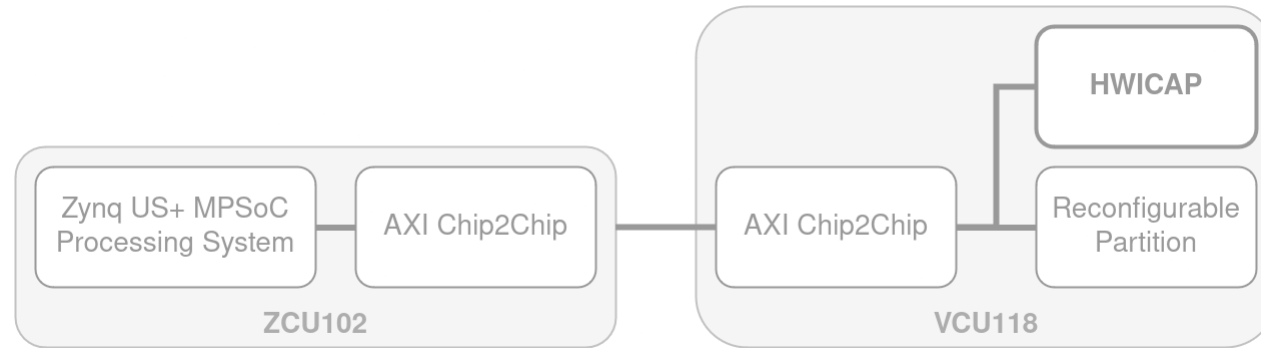 HWICAP
Zynq US+ MPSoC
Processing System
AXI Chip2Chip
AXI Chip2Chip
Reconfigurable
Partition
ZCU102
VCU118